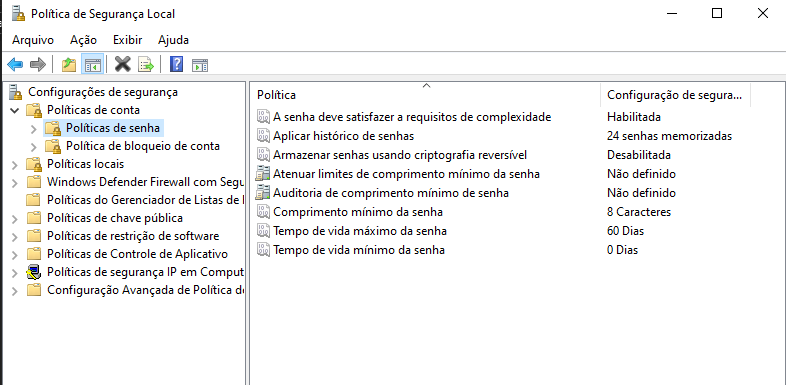 Política de Segurança Local
Arquivo Ação Exibir Ajuda
Configurações de segurança
Políticas de conta
Políticas de senha
Política de bloqueio de conta
Políticas locais
Windows Defender Firewall com Segu
Políticas do Gerenciador de Listas de
Políticas de chave pública
Políticas de restrição de software
Políticas de Controle de Aplicativo
Políticas de segurança IP em Comput
Configuração Avançada de Política d
Política Configuração de segura...
A senha deve satisfazer a requisitos de complexidade Habilitada
Aplicar histórico de senhas 24 senhas memorizadas
Armazenar senhas usando criptografia reversível Desabilitada
Atenuar limites de comprimento mínimo da senha Não definido
Auditoria de comprimento mínimo de senha Não definido
Comprimento mínimo da senha 8 Caracteres
Tempo de vida máximo da senha 60 Dias
Tempo de vida mínimo da senha 0 Dias